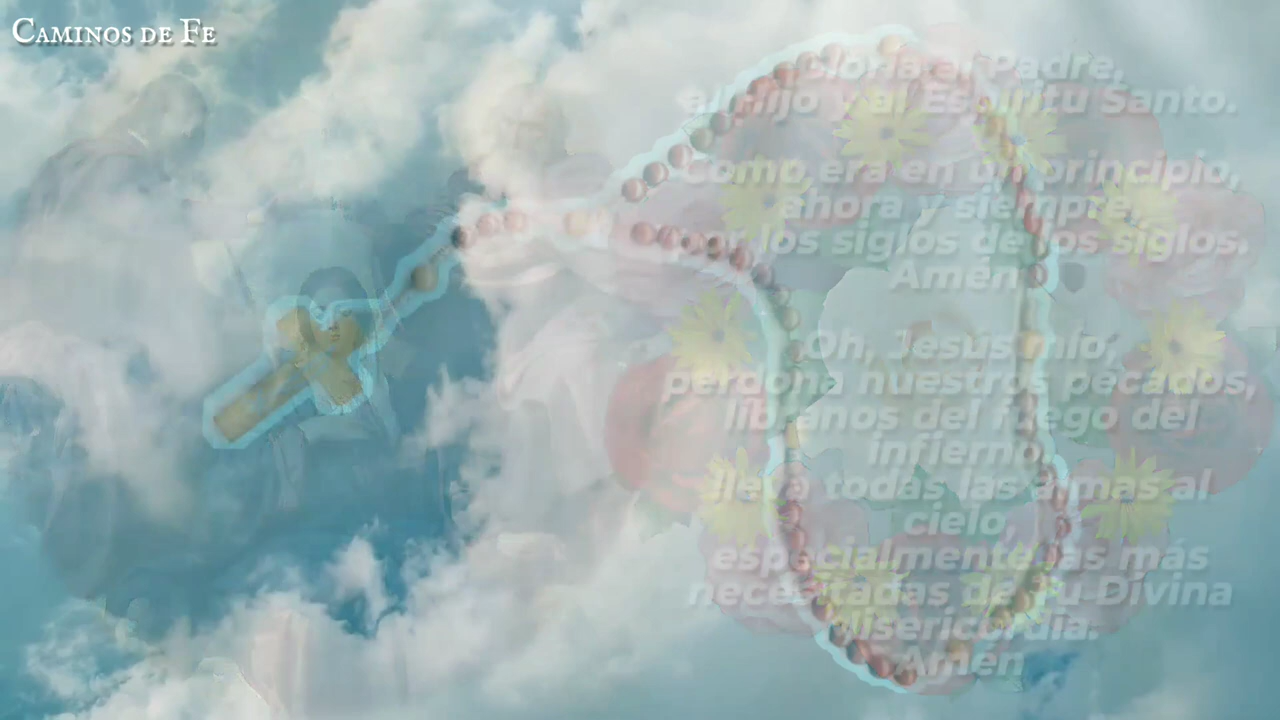 Caminos de Fe
Gloria al Padre,
al Hijo y al Espíritu Santo.
Como era en un principio,
ahora y siempre
por los siglos de los siglos.
Amén
Oh, Jesús mío,
perdona nuestros pecados,
líbranos del fuego del
infierno,
lleva todas las almas al
cielo,
especialmente las más
necesitadas de tu Divina
Misericordia.
Amén